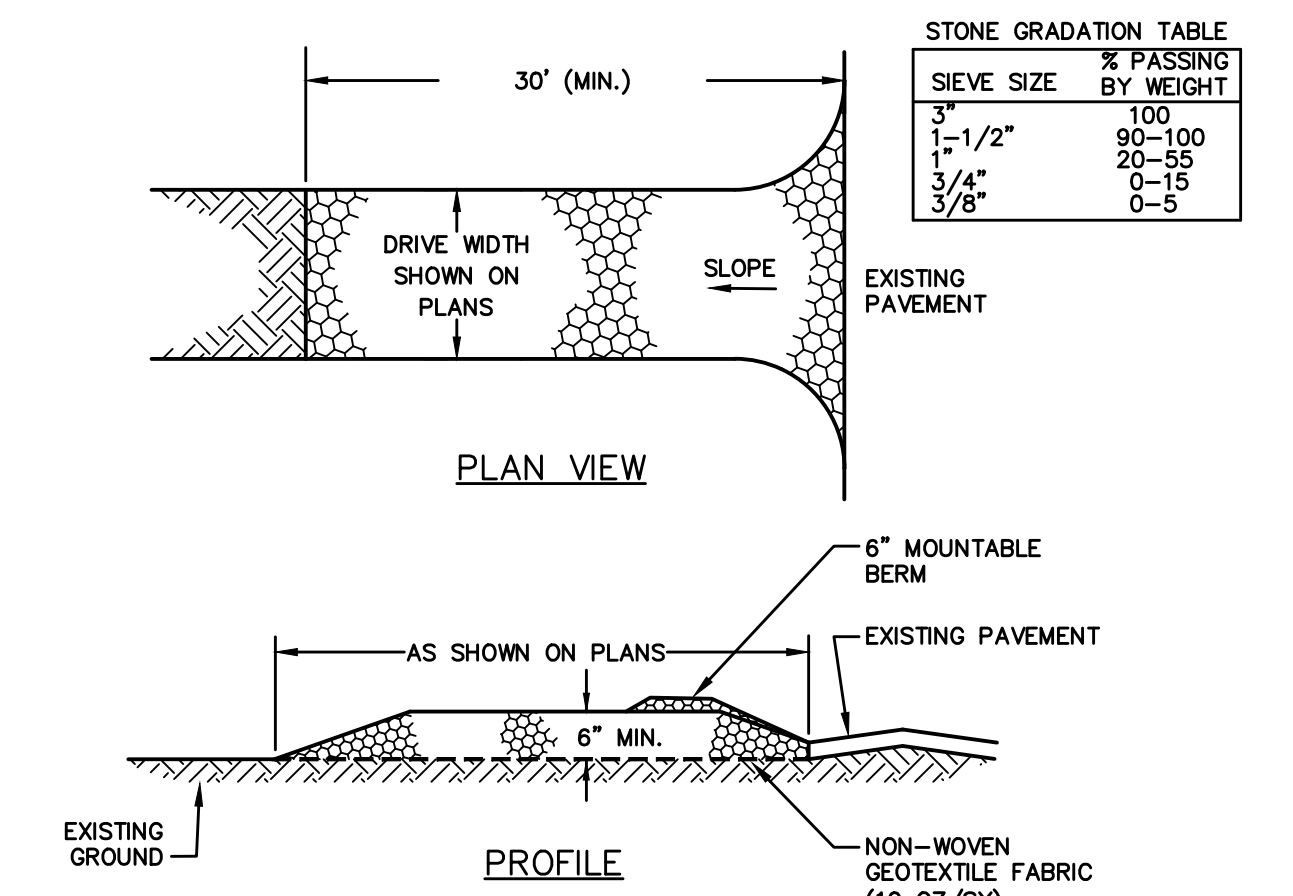 STONE GRADATION TABLE
SIEVE SIZE % PASSING BY WEIGHT
3" 100
1-1/2" 90-100
1" 20-55
3/4" 0-15
3/8" 0-5
30' (MIN.)
DRIVE WIDTH
SHOWN ON
PLANS
SLOPE
EXISTING
PAVEMENT
PLAN VIEW
6" MOUNTABLE
BERM
EXISTING PAVEMENT
AS SHOWN ON PLANS
6" MIN.
EXISTING
GROUND
PROFILE
NON-WOVEN
GEOTEXTILE FABRIC